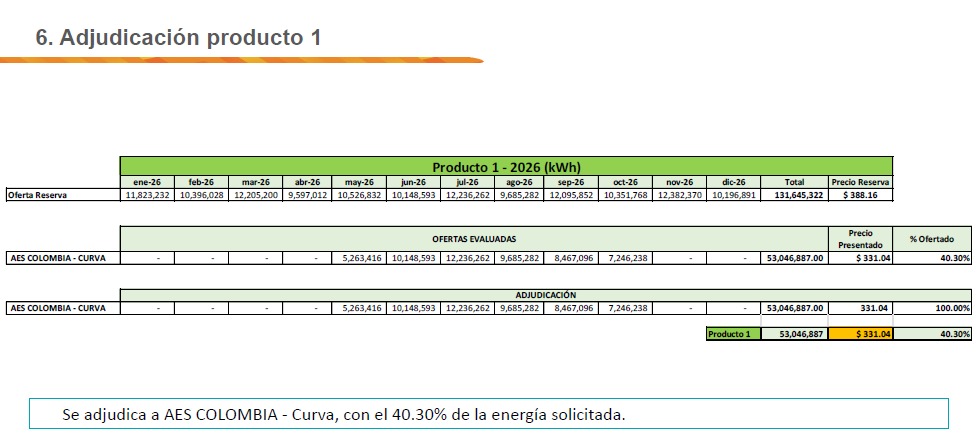 6. Adjudicación producto 1
Producto 1 - 2026 (kWh)
ene-26 feb-26 mar-26 abr-26 may-26 jun-26 jul-26 ago-26 sep-26 oct-26 nov-26 dic-26 Total Precio Reserva
Oferta Reserva 11,823,232 10,396,028 12,205,200 9,597,012 10,526,832 10,148,593 12,236,262 9,685,282 12,095,852 10,351,768 12,382,370 10,196,891 131,645,322 $ 388.16
OFERTAS EVALUADAS Precio Presentado % Ofertado
AES COLOMBIA - CURVA - - - - 5,263,416 10,148,593 12,236,262 9,685,282 8,467,096 7,246,238 - - 53,046,887.00 $ 331.04 40.30%
ADJUDICACIÓN
AES COLOMBIA - CURVA - - - - 5,263,416 10,148,593 12,236,262 9,685,282 8,467,096 7,246,238 - - 53,046,887.00 331.04 100.00%
Producto 1 53,046,887 $ 331.04 40.30%
Se adjudica a AES COLOMBIA - Curva, con el 40.30% de la energía solicitada.